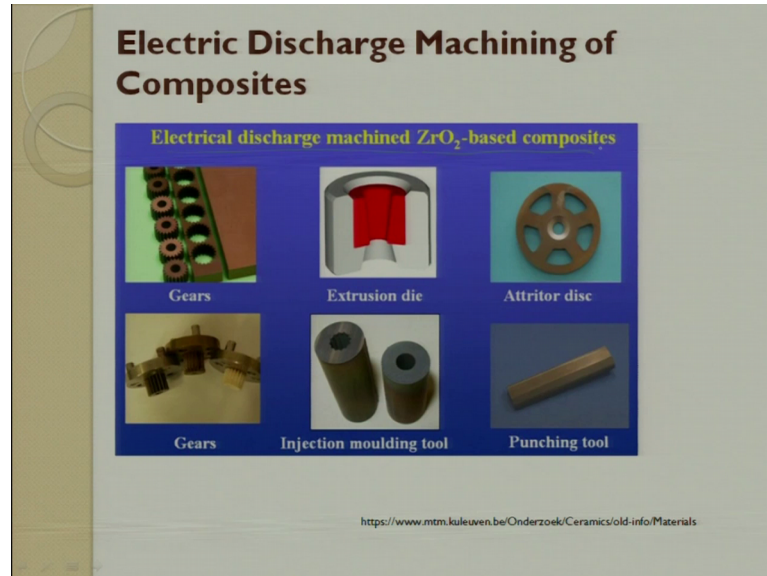 Electric Discharge Machining of
Composites
Electrical discharge machined ZrO₂-based composites
Gears
Extrusion die
Attritor disc
Gears
Injection moulding tool
Punching tool
https://www.mtm.kuleuven.be/Onderzoek/Ceramics/old-info/Materials